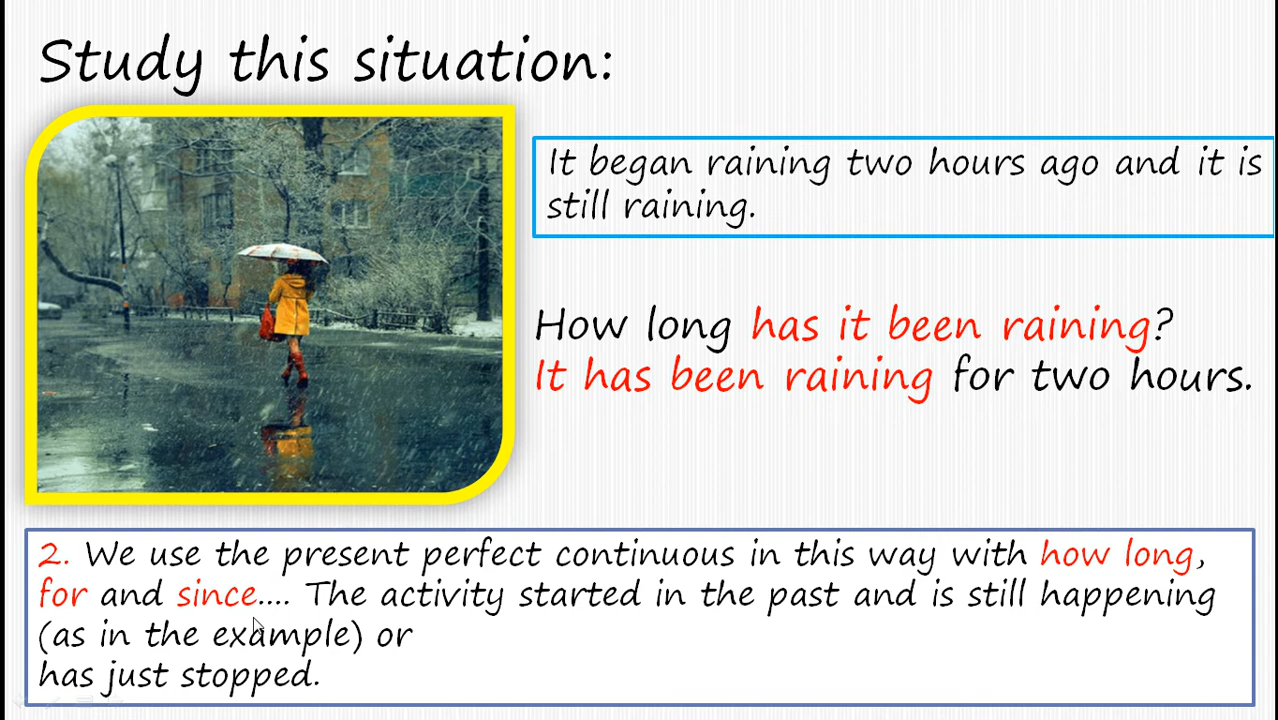 Study this situation:
It began raining two hours ago and it is
still raining.
How long has it been raining?
It has been raining for two hours.
2. We use the present perfect continuous in this way with how long,
for and since.... The activity started in the past and is still happening
(as in the example) or
has just stopped.